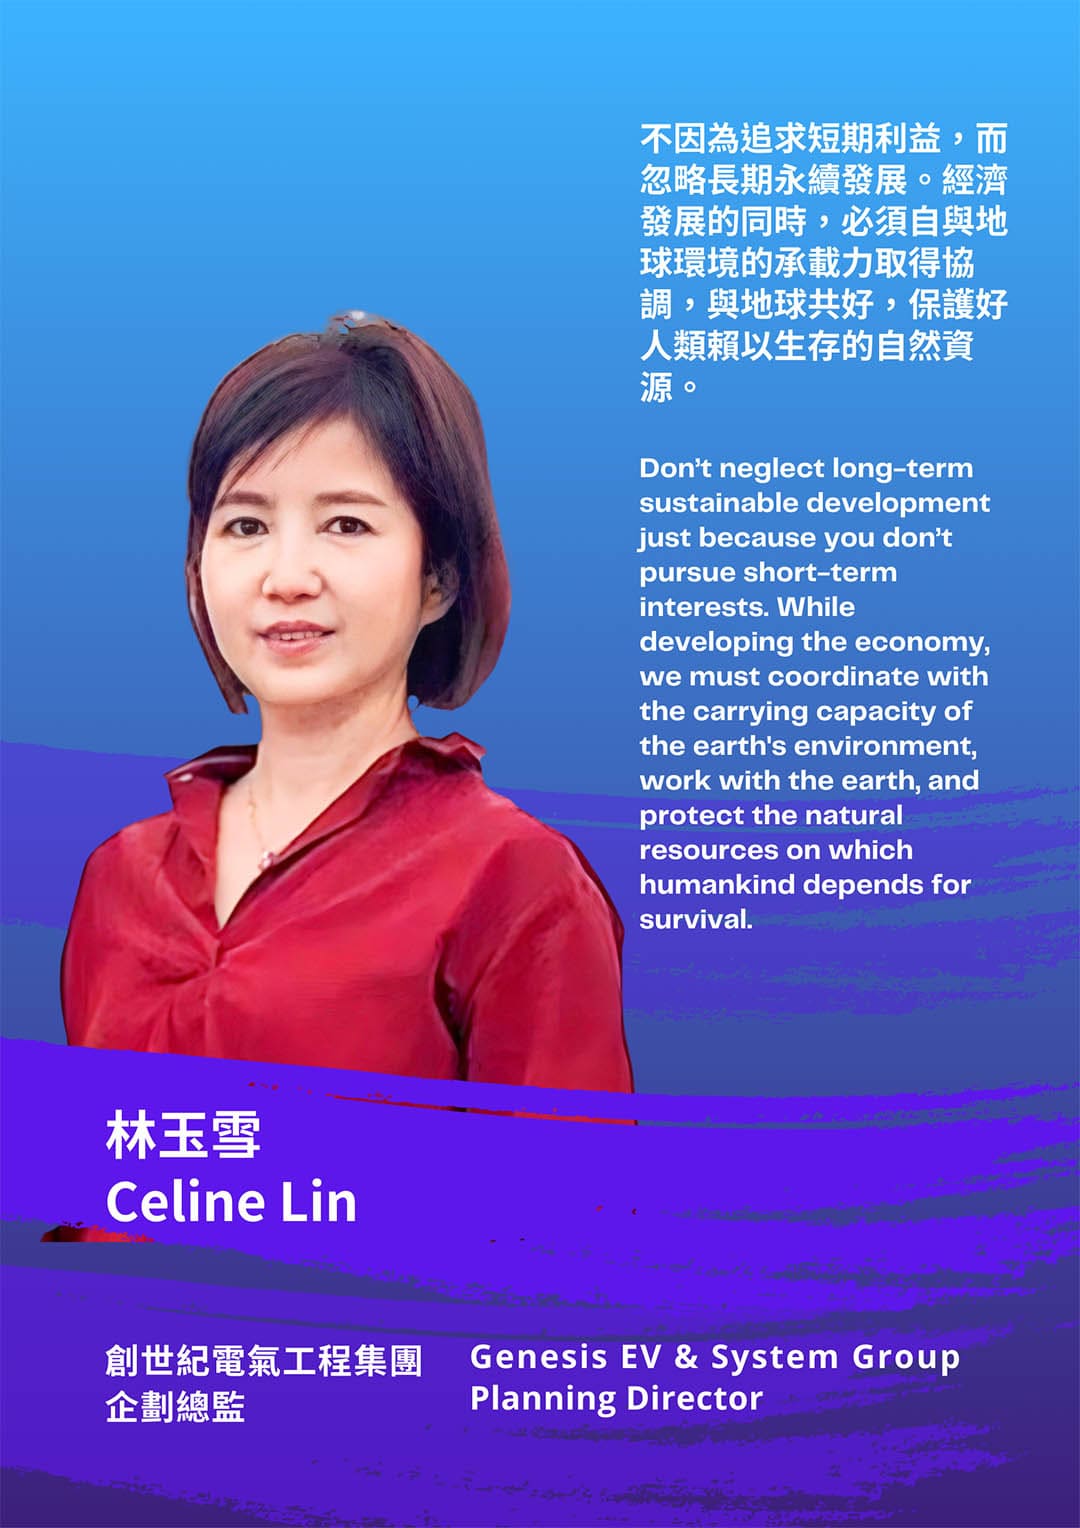 不因為追求短期利益，而
忽略長期永續發展。經濟
發展的同時，必須自與地
球環境的承載力取得協
調，與地球共好，保護好
人類賴以生存的自然資
源。
Don’t neglect long-term
sustainable development
just because you don’t
pursue short-term
interests. While
developing the economy,
we must coordinate with
the carrying capacity of
the earth's environment,
work with the earth, and
protect the natural
resources on which
humankind depends for
survival.
林玉雪
Celine Lin
創世紀電氣工程集團
企劃總監
Genesis EV & System Group
Planning Director